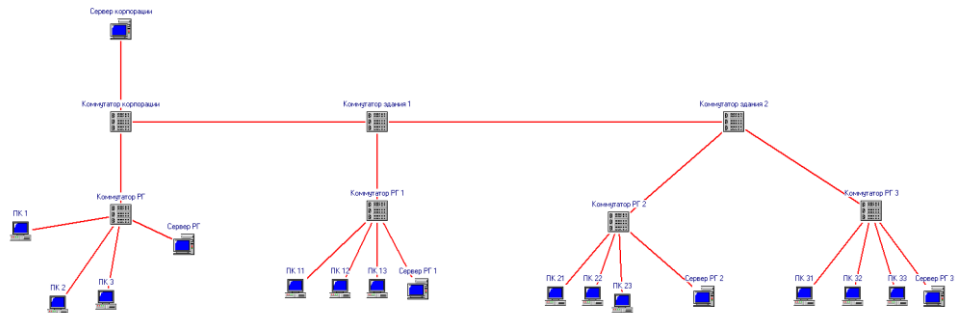 Сервер корпорации
Коммутатор корпорации
Коммутатор здания 1
Коммутатор здания 2
Коммутатор РГ
Коммутатор РГ 1
Коммутатор РГ 2
Коммутатор РГ 3
ПК 1
Сервер РГ
ПК 2
ПК 3
ПК 11
ПК 12
ПК 13
Сервер РГ 1
ПК 21
ПК 22
ПК 23
Сервер РГ 2
ПК 31
ПК 32
ПК 33
Сервер РГ 3